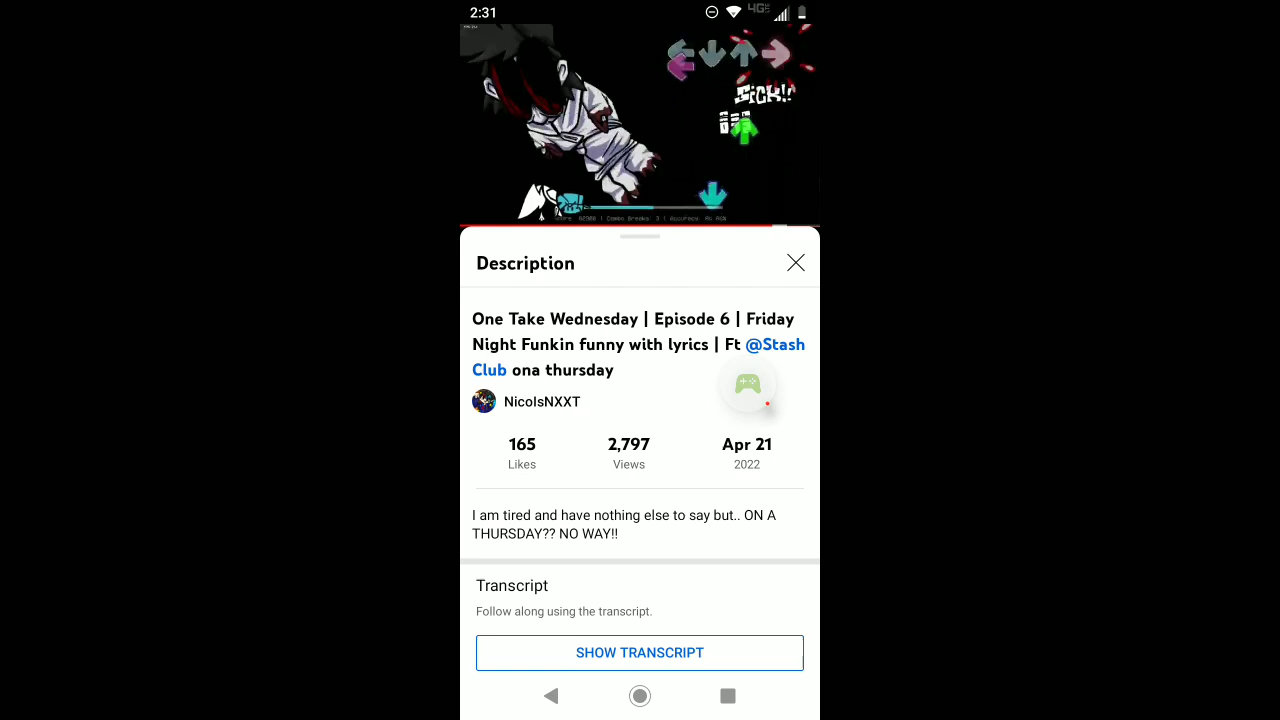 2:31
4G
SiCK!!
Description
One Take Wednesday | Episode 6 | Friday
Night Funkin funny with lyrics | Ft @Stash
Club ona thursday
NicolsNXXT
165
2,797
Apr 21
Likes
Views
2022
I am tired and have nothing else to say but.. ON A
THURSDAY?? NO WAY!!
Transcript
Follow along using the transcript.
SHOW TRANSCRIPT